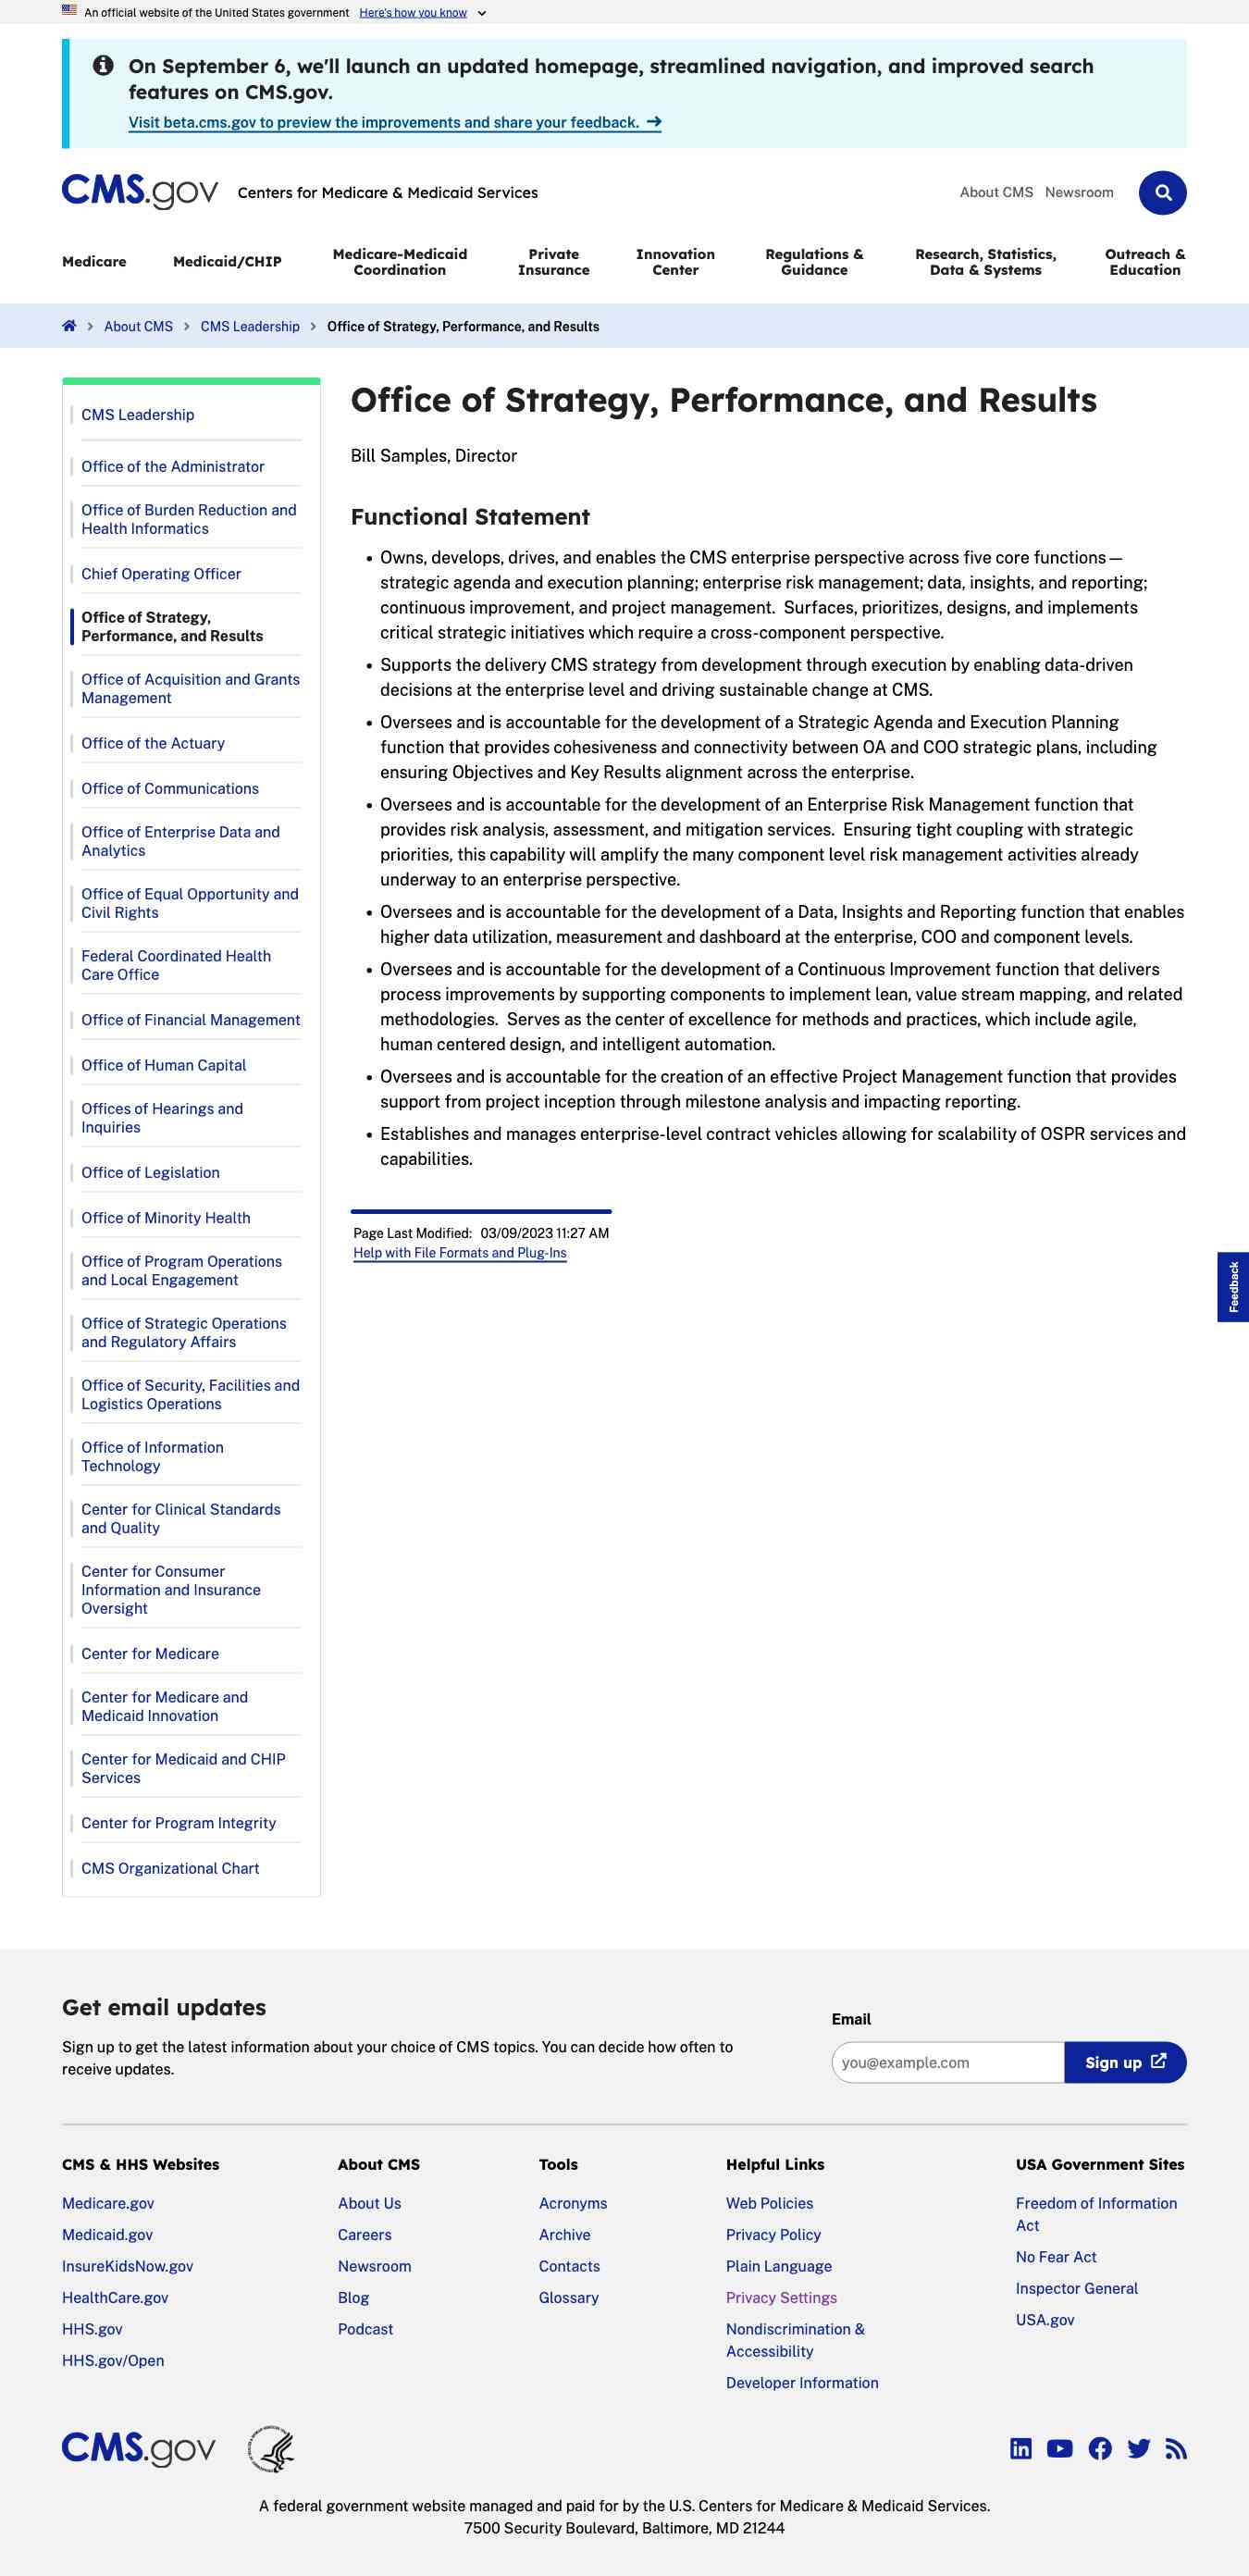 An official website of the United States government Here's how you know
On September 6, we'll launch an updated homepage, streamlined navigation, and improved search
features on CMS.gov.
Visit beta.cms.gov to preview the improvements and share your feedback.
CMS.gov Centers for Medicare & Medicaid Services
About CMS Newsroom
Medicare
Medicaid/CHIP
Medicare-Medicaid
Coordination
Private
Insurance
Innovation
Center
Regulations &
Guidance
Research, Statistics,
Data & Systems
Outreach &
Education
About CMS
CMS Leadership
Office of Strategy, Performance, and Results
CMS Leadership
Office of the Administrator
Office of Burden Reduction and
Health Informatics
Chief Operating Officer
Office of Strategy,
Performance, and Results
Office of Acquisition and Grants
Management
Office of the Actuary
Office of Communications
Office of Enterprise Data and
Analytics
Office of Equal Opportunity and
Civil Rights
Federal Coordinated Health
Care Office
Office of Financial Management
Office of Human Capital
Offices of Hearings and
Inquiries
Office of Legislation
Office of Minority Health
Office of Program Operations
and Local Engagement
Office of Strategic Operations
and Regulatory Affairs
Office of Security, Facilities and
Logistics Operations
Office of Information
Technology
Center for Clinical Standards
and Quality
Center for Consumer
Information and Insurance
Oversight
Center for Medicare
Center for Medicare and
Medicaid Innovation
Center for Medicaid and CHIP
Services
Center for Program Integrity
CMS Organizational Chart
Office of Strategy, Performance, and Results
Bill Samples, Director
Functional Statement
• Owns, develops, drives, and enables the CMS enterprise perspective across five core functions—
strategic agenda and execution planning; enterprise risk management; data, insights, and reporting;
continuous improvement, and project management.  Surfaces, prioritizes, designs, and implements
critical strategic initiatives which require a cross-component perspective.
• Supports the delivery CMS strategy from development through execution by enabling data-driven
decisions at the enterprise level and driving sustainable change at CMS.
• Oversees and is accountable for the development of a Strategic Agenda and Execution Planning
function that provides cohesiveness and connectivity between OA and COO strategic plans, including
ensuring Objectives and Key Results alignment across the enterprise.
• Oversees and is accountable for the development of an Enterprise Risk Management function that
provides risk analysis, assessment, and mitigation services.  Ensuring tight coupling with strategic
priorities, this capability will amplify the many component level risk management activities already
underway to an enterprise perspective.
• Oversees and is accountable for the development of a Data, Insights and Reporting function that enables
higher data utilization, measurement and dashboard at the enterprise, COO and component levels.
• Oversees and is accountable for the development of a Continuous Improvement function that delivers
process improvements by supporting components to implement lean, value stream mapping, and related
methodologies.  Serves as the center of excellence for methods and practices, which include agile,
human centered design, and intelligent automation.
• Oversees and is accountable for the creation of an effective Project Management function that provides
support from project inception through milestone analysis and impacting reporting.
• Establishes and manages enterprise-level contract vehicles allowing for scalability of OSPR services and
capabilities.
Page Last Modified: 03/09/2023 11:27 AM
Help with File Formats and Plug-Ins
Feedback
Get email updates
Sign up to get the latest information about your choice of CMS topics. You can decide how often to
receive updates.
Email
you@example.com
Sign up
CMS & HHS Websites
Medicare.gov
Medicaid.gov
InsureKidsNow.gov
HealthCare.gov
HHS.gov
HHS.gov/Open
About CMS
About Us
Careers
Newsroom
Blog
Podcast
Tools
Acronyms
Archive
Contacts
Glossary
Helpful Links
Web Policies
Privacy Policy
Plain Language
Privacy Settings
Nondiscrimination &
Accessibility
Developer Information
USA Government Sites
Freedom of Information
Act
No Fear Act
Inspector General
USA.gov
CMS.gov
A federal government website managed and paid for by the U.S. Centers for Medicare & Medicaid Services.
7500 Security Boulevard, Baltimore, MD 21244